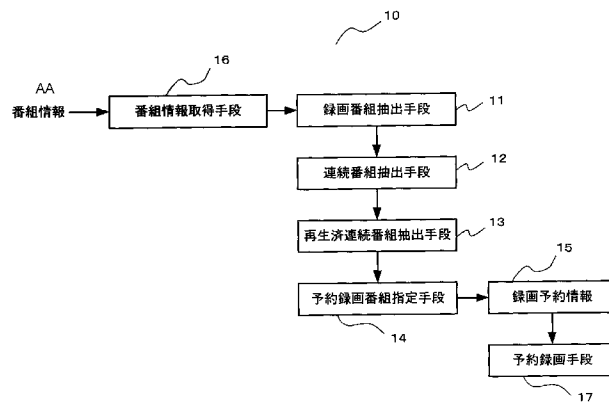 10
16
AA
番組情報
番組情報取得手段
録画番組抽出手段
11
連続番組抽出手段
12
再生済連続番組抽出手段
13
予約録画番組指定手段
14
15
録画予約情報
予約録画手段
17